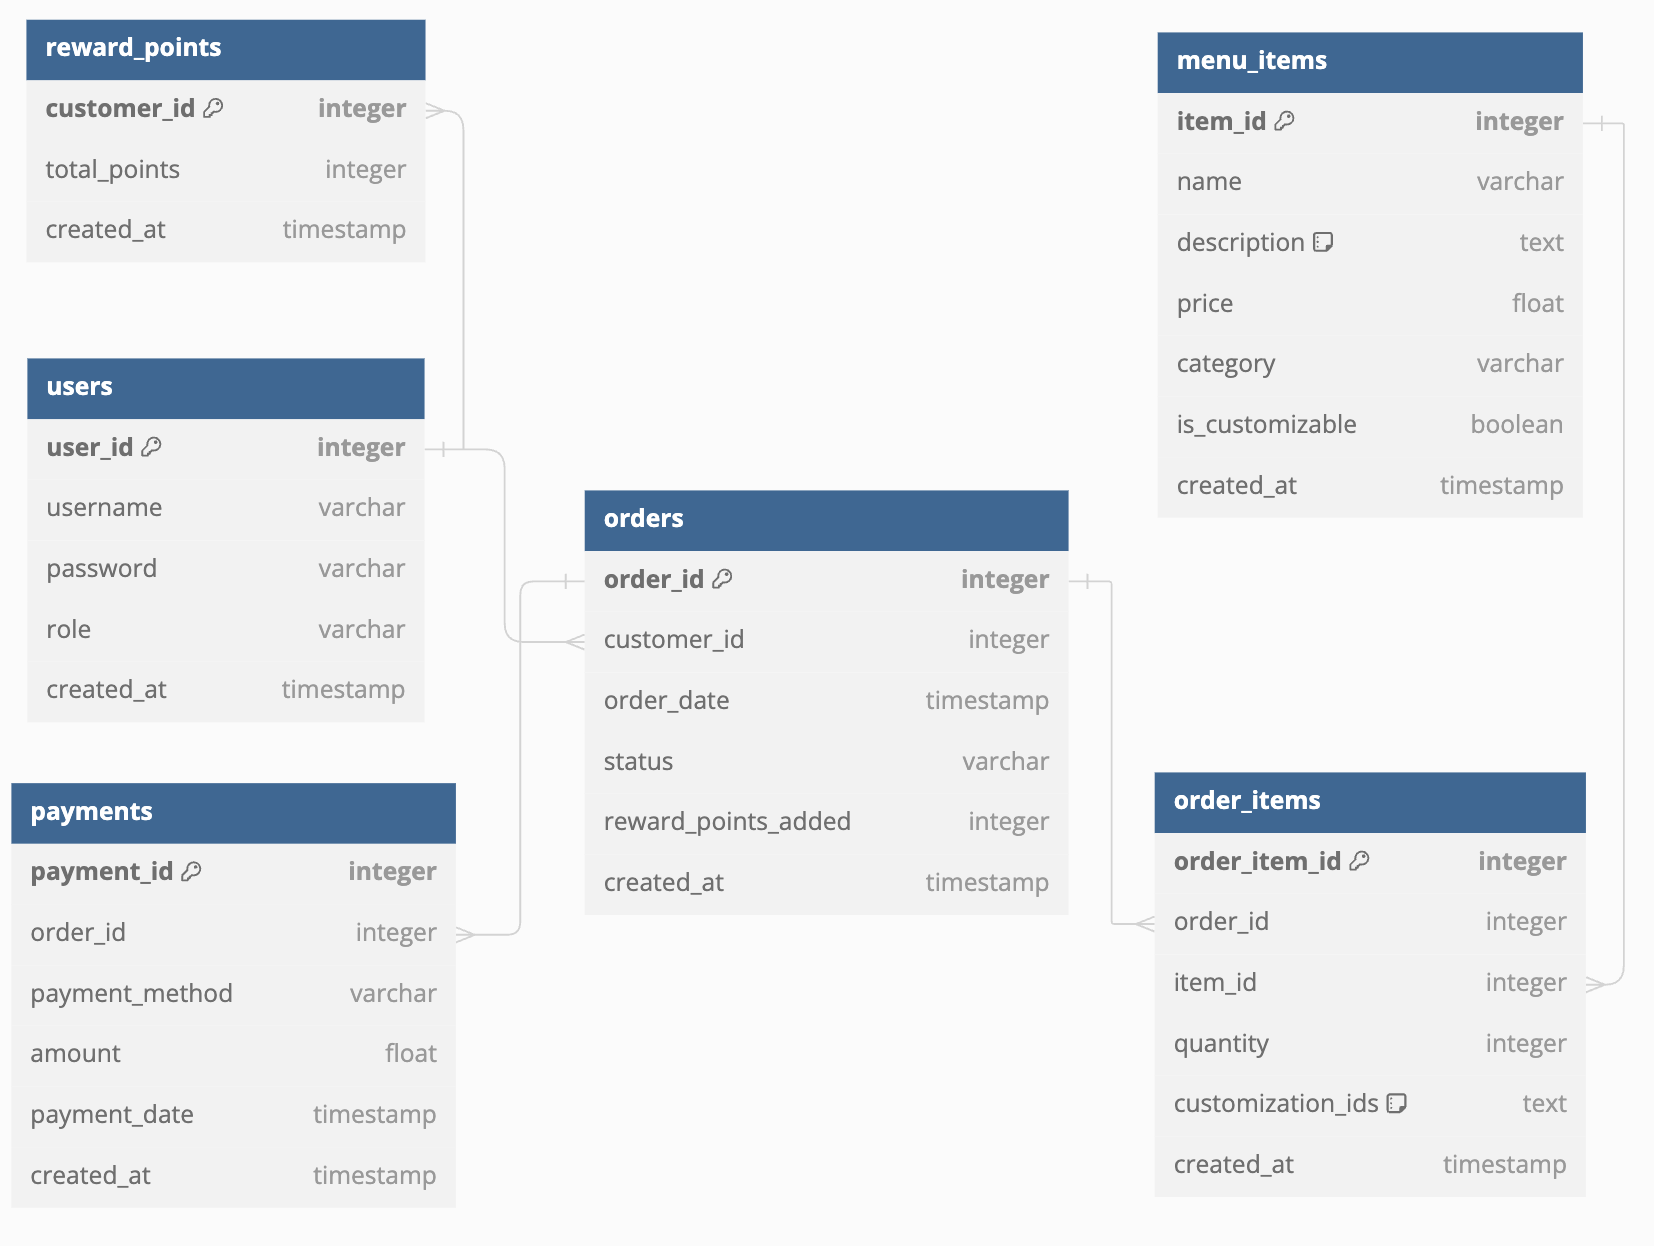 reward_points
customer_id integer
total_points integer
created_at timestamp
users
user_id integer
username varchar
password varchar
role varchar
created_at timestamp
payments
payment_id integer
order_id integer
payment_method varchar
amount float
payment_date timestamp
created_at timestamp
orders
order_id integer
customer_id integer
order_date timestamp
status varchar
reward_points_added integer
created_at timestamp
menu_items
item_id integer
name varchar
description text
price float
category varchar
is_customizable boolean
created_at timestamp
order_items
order_item_id integer
order_id integer
item_id integer
quantity integer
customization_ids text
created_at timestamp